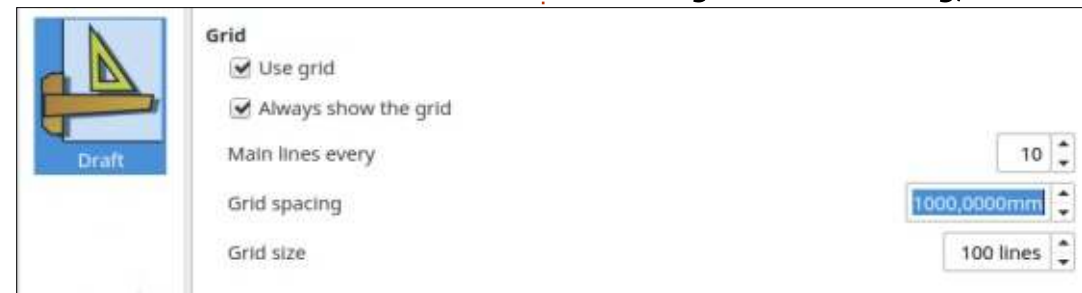 Grid
Use grid
Always show the grid
Draft
Main lines every 10
Grid spacing 1000,0000mm
Grid size 100 lines